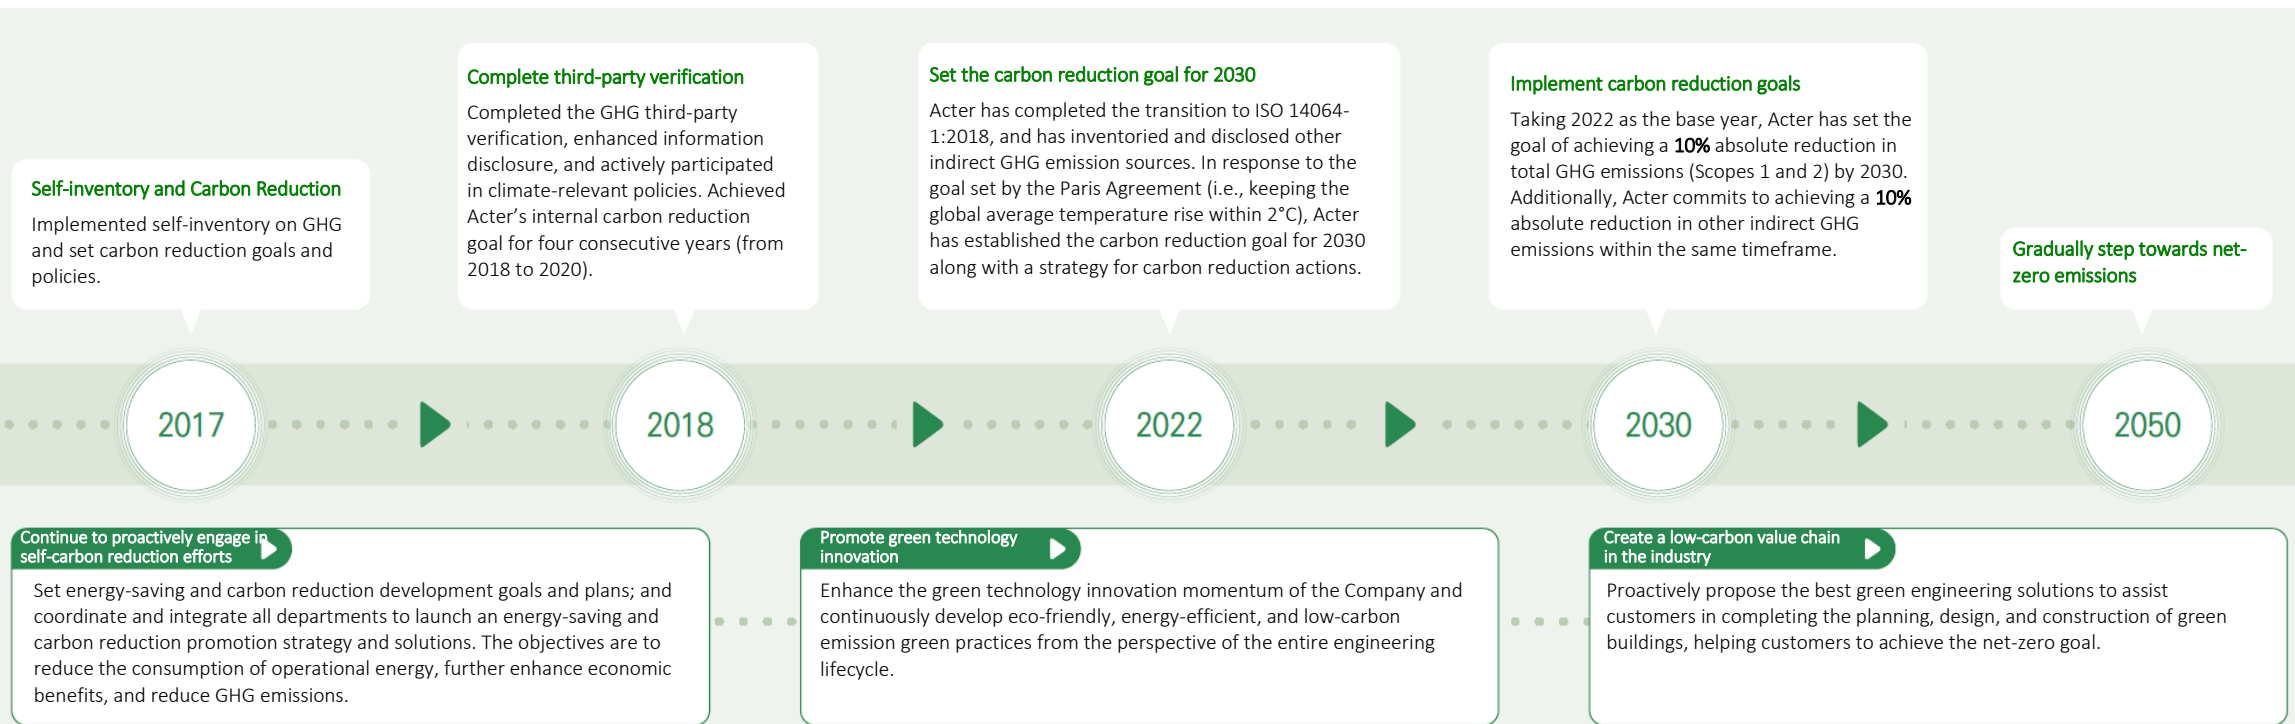 Self-inventory and Carbon Reduction
Implemented self-inventory on GHG
and set carbon reduction goals and
policies.
Complete third-party verification
Completed the GHG third-party
verification, enhanced information
disclosure, and actively participated
in climate-relevant policies. Achieved
Acter’s internal carbon reduction
goal for four consecutive years (from
2018 to 2020).
Set the carbon reduction goal for 2030
Acter has completed the transition to ISO 14064-
1:2018, and has inventoried and disclosed other
indirect GHG emission sources. In response to the
goal set by the Paris Agreement (i.e., keeping the
global average temperature rise within 2°C), Acter
has established the carbon reduction goal for 2030
along with a strategy for carbon reduction actions.
Implement carbon reduction goals
Taking 2022 as the base year, Acter has set the
goal of achieving a 10% absolute reduction in
total GHG emissions (Scopes 1 and 2) by 2030.
Additionally, Acter commits to achieving a 10%
absolute reduction in other indirect GHG
emissions within the same timeframe.
Gradually step towards net-
zero emissions
2017
2018
2022
2030
2050
Continue to proactively engage in
self-carbon reduction efforts
Set energy-saving and carbon reduction development goals and plans; and
coordinate and integrate all departments to launch an energy-saving and
carbon reduction promotion strategy and solutions. The objectives are to
reduce the consumption of operational energy, further enhance economic
benefits, and reduce GHG emissions.
Promote green technology
innovation
Enhance the green technology innovation momentum of the Company and
continuously develop eco-friendly, energy-efficient, and low-carbon
emission green practices from the perspective of the entire engineering
lifecycle.
Create a low-carbon value chain
in the industry
Proactively propose the best green engineering solutions to assist
customers in completing the planning, design, and construction of green
buildings, helping customers to achieve the net-zero goal.